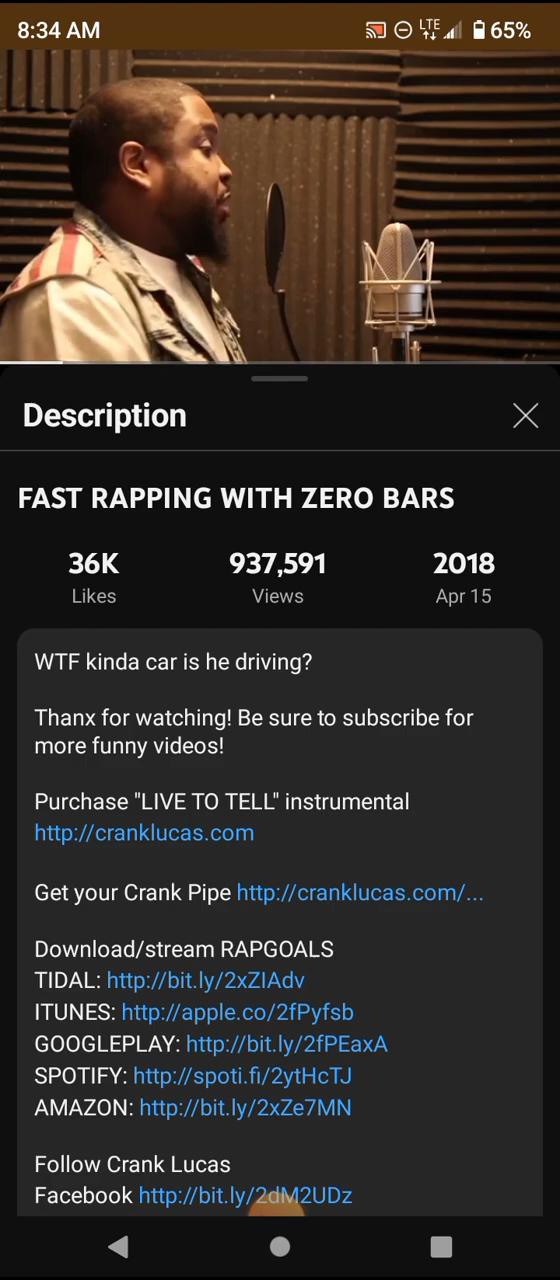 8:34 AM
LTE
65%
Description
FAST RAPPING WITH ZERO BARS
36K
937,591
2018
Likes
Views
Apr 15
WTF kinda car is he driving?
Thanx for watching! Be sure to subscribe for
more funny videos!
Purchase "LIVE TO TELL" instrumental
http://cranklucas.com
Get your Crank Pipe http://cranklucas.com/...
Download/stream RAPGOALS
TIDAL: http://bit.ly/2xZIAdv
ITUNES: http://apple.co/2fPyfsb
GOOGLEPLAY: http://bit.ly/2fPEaxA
SPOTIFY: http://spoti.fi/2ytHcTJ
AMAZON: http://bit.ly/2xZe7MN
Follow Crank Lucas
Facebook http://bit.ly/2dM2UDz